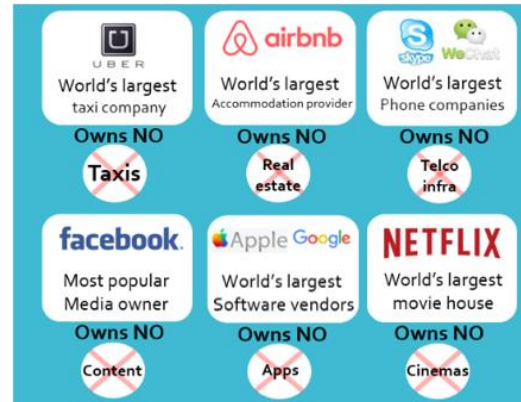 UBER
World's largest
taxi company
Owns NO
Taxis
airbnb
World's largest
Accommodation provider
Owns NO
Real
estate
skype
WeChat
World's largest
Phone companies
Owns NO
Telco
infra
facebook.
Most popular
Media owner
Owns NO
Content
Apple Google
World's largest
Software vendors
Owns NO
Apps
NETFLIX
World's largest
movie house
Owns NO
Cinemas